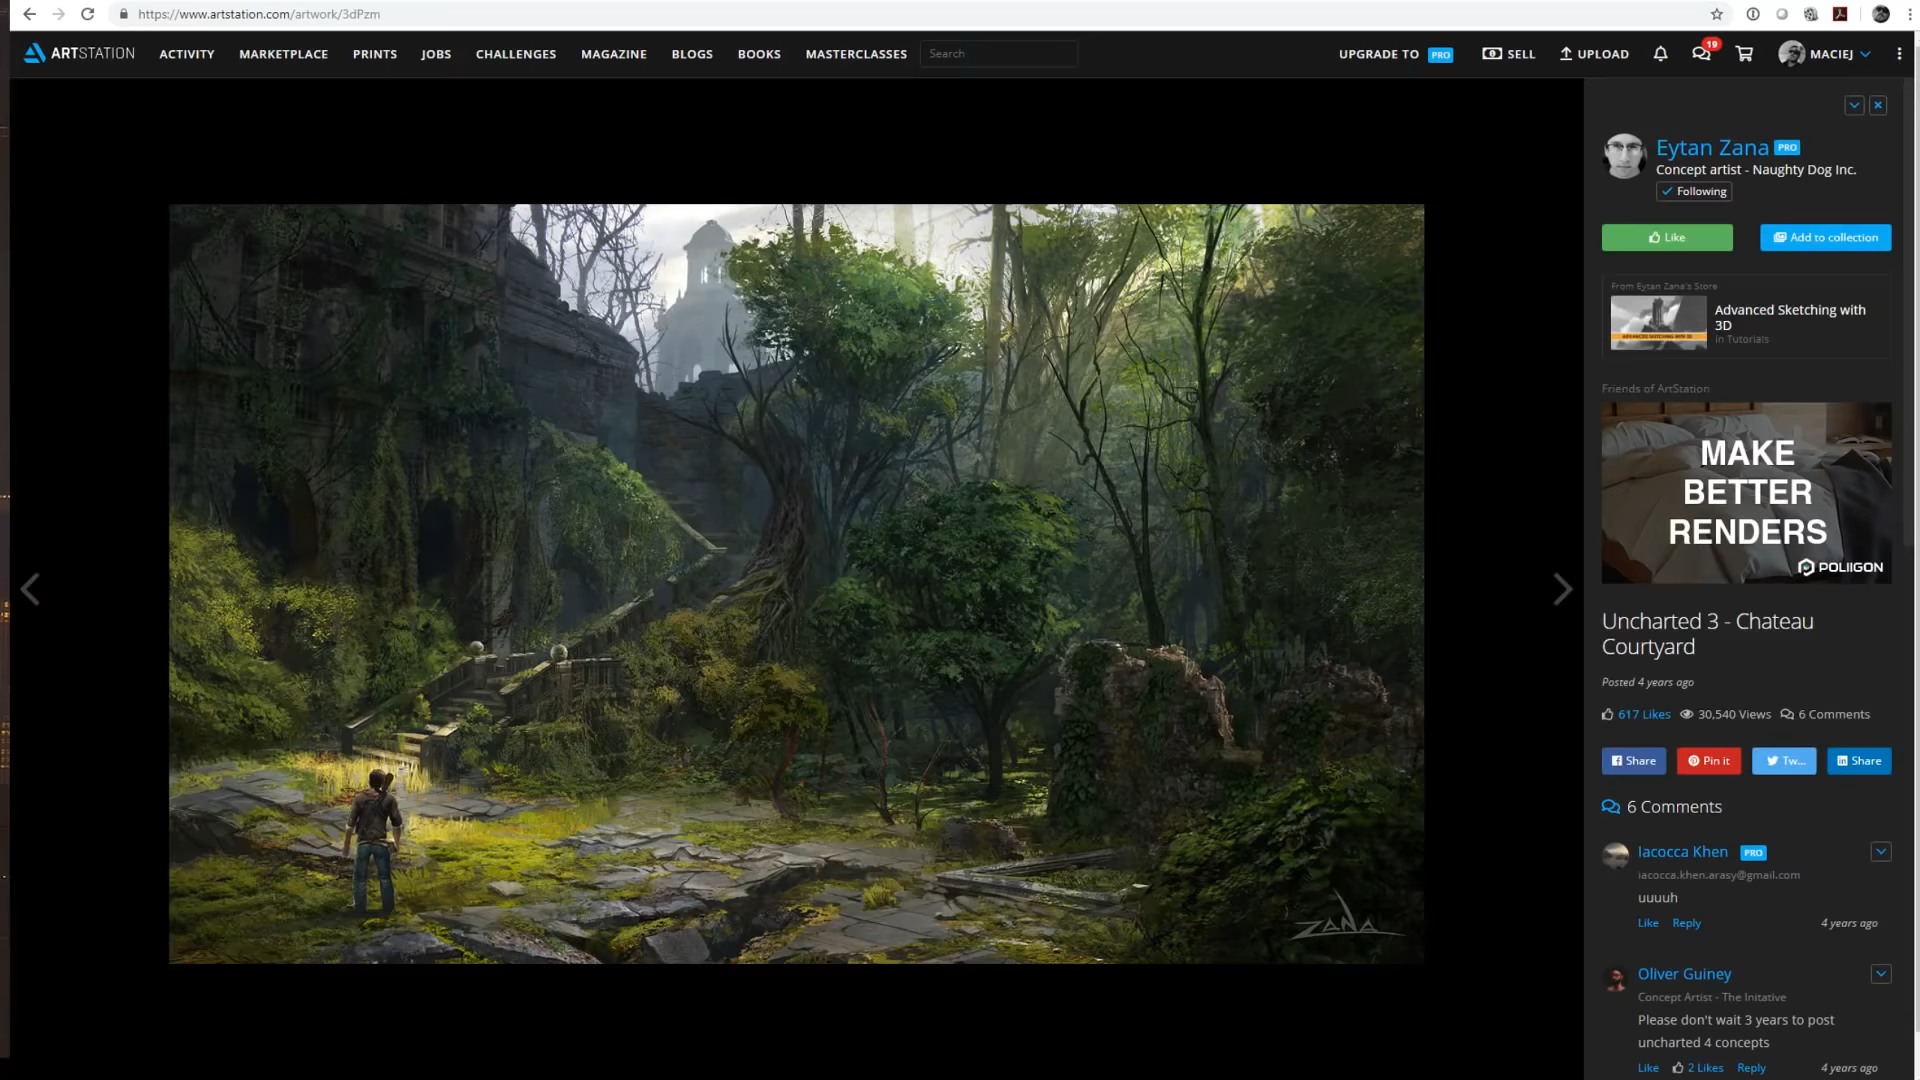 https://www.artstation.com/artwork/3dPzm
ARTSTATION ACTIVITY MARKETPLACE PRINTS JOBS CHALLENGES MAGAZINE BLOGS BOOKS MASTERCLASSES Search UPGRADE TO PRO SELL UPLOAD 19 MACIEJ
Eytan Zana PRO
Concept artist - Naughty Dog Inc.
Following
Like Add to collection
From Eytan Zana's Store
Advanced Sketching with
3D
in Tutorials
ADVANCED SKETCHING WITH 3D
Friends of ArtStation
MAKE
BETTER
RENDERS
POLIIGON
Uncharted 3 - Chateau
Courtyard
Posted 4 years ago
617 Likes 30,540 Views 6 Comments
Share Pin it Tw... Share
6 Comments
Iacocca Khen PRO
iacocca.khen.arasy@gmail.com
uuuuh
Like Reply 4 years ago
Oliver Guiney
Concept Artist - The Initative
Please don't wait 3 years to post
uncharted 4 concepts
Like 2 Likes Reply 4 years ago
ZANA